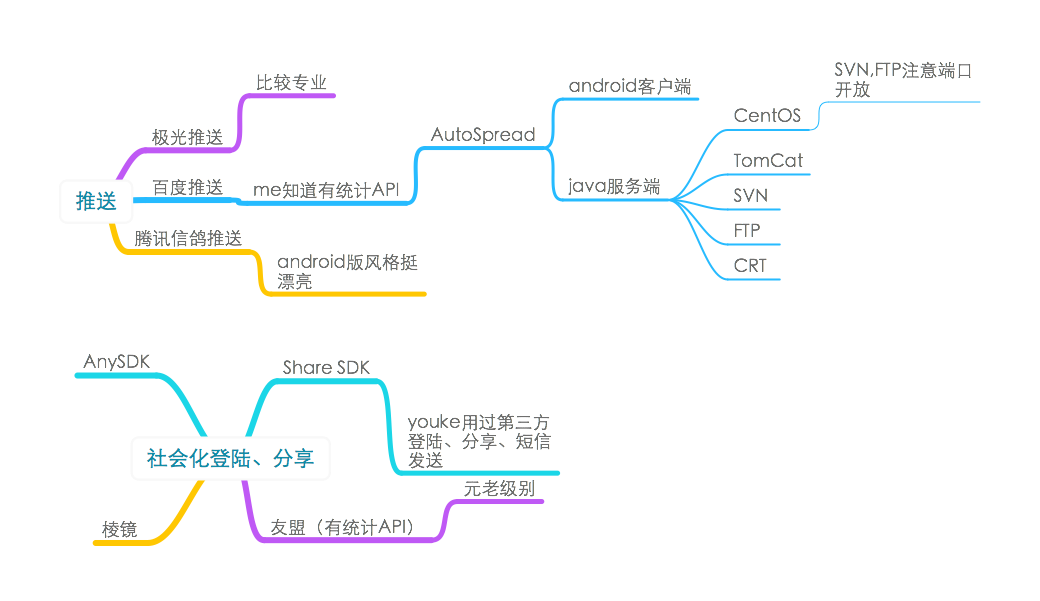 推送
极光推送
比较专业
百度推送
me知道有统计API
AutoSpread
android客户端
java服务端
CentOS
SVN,FTP注意端口
开放
TomCat
SVN
FTP
CRT
腾讯信鸽推送
android版风格挺
漂亮
社会化登陆、分享
AnySDK
Share SDK
youke用过第三方
登陆、分享、短信
发送
友盟（有统计API）
元老级别
棱镜